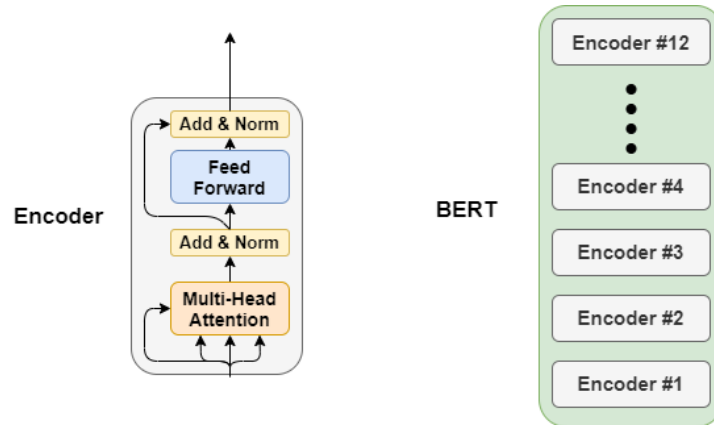 Encoder
Add & Norm
Feed
Forward
Add & Norm
Multi-Head
Attention
BERT
Encoder #12
Encoder #4
Encoder #3
Encoder #2
Encoder #1